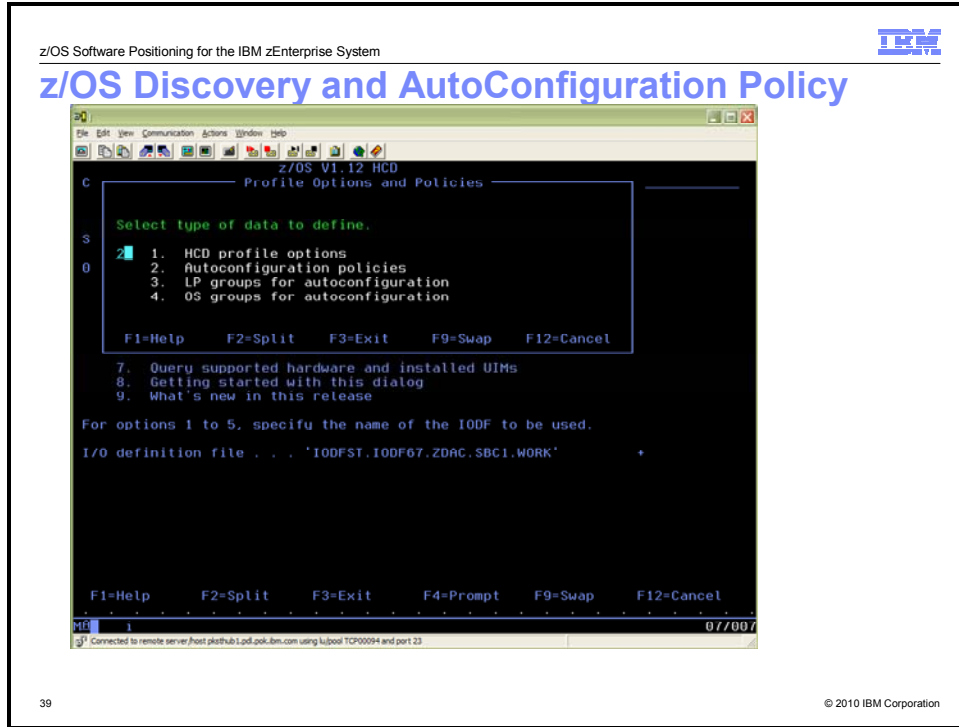 z/OS Software Positioning for the IBM zEnterprise System
IBM
z/OS Discovery and AutoConfiguration Policy
File Edit View Communication Actions Window Help
z/OS V1.12 HCD
C Profile Options and Policies
Select type of data to define.
S
2 1. HCD profile options
0 2. Autoconfiguration policies
3. LP groups for autoconfiguration
4. OS groups for autoconfiguration
F1=Help F2=Split F3=Exit F9=Swap F12=Cancel
7. Query supported hardware and installed UIMs
8. Getting started with this dialog
9. What's new in this release
For options 1 to 5, specify the name of the IODF to be used.
I/O definition file . . . 'IODFST.IODF67.ZDAC.SBC1.WORK' +
F1=Help F2=Split F3=Exit F4=Prompt F9=Swap F12=Cancel
1 07/007
Connected to remote server/host pksthub1.pdl.pok.ibm.com using lu/pool TCP00094 and port 23
39 © 2010 IBM Corporation